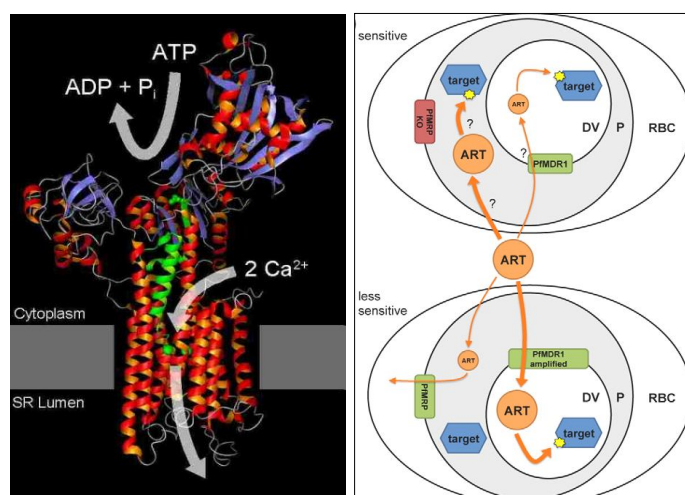 ATP
ADP + Pi
2 Ca2+
Cytoplasm
SR Lumen
sensitive
target
target
ART
PfMRP
KO
?
ART
?
DV
P
RBC
PfMDR1
?
ART
less
sensitive
PfMDR1
amplified
ART
PfMRP
ART
DV
P
RBC
target
target